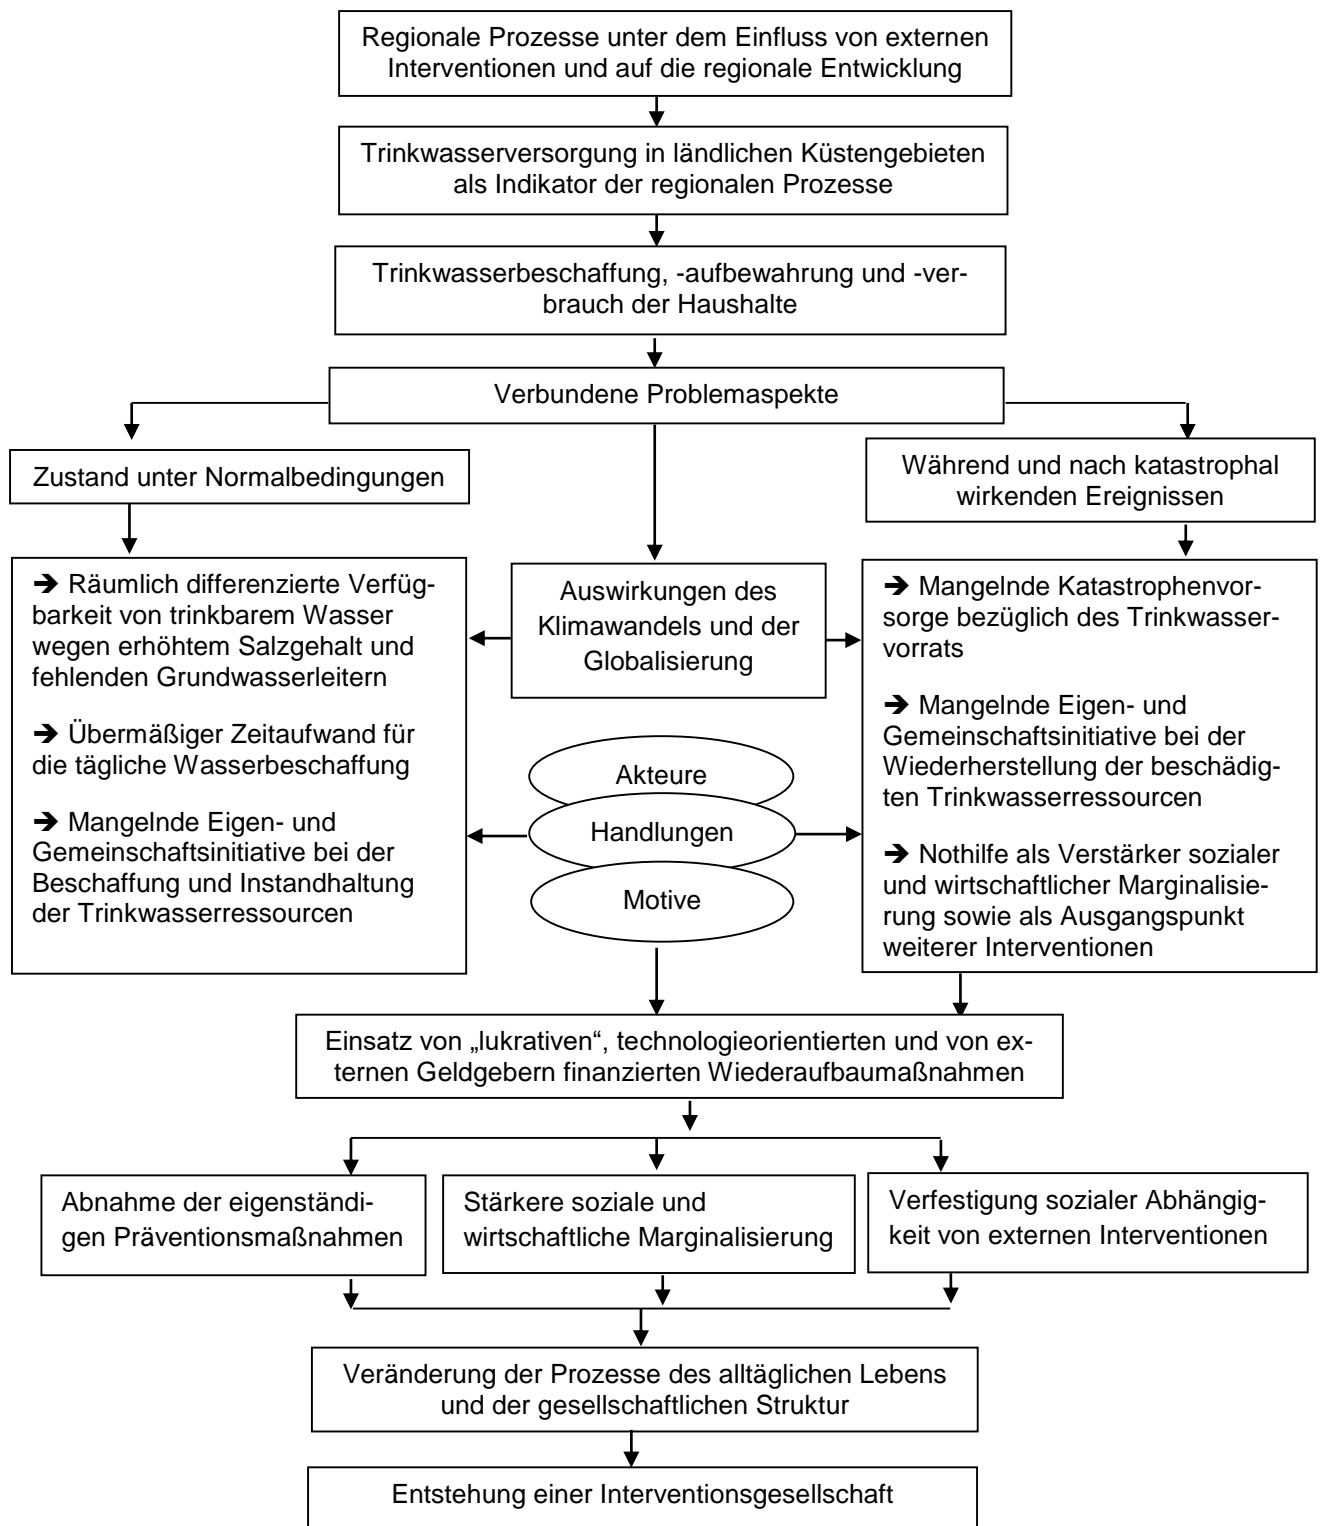 Regionale Prozesse unter dem Einfluss von externen
Interventionen und auf die regionale Entwicklung
Trinkwasserversorgung in ländlichen Küstengebieten
als Indikator der regionalen Prozesse
Trinkwasserbeschaffung, -aufbewahrung und -ver-
brauch der Haushalte
Verbundene Problemaspekte
Zustand unter Normalbedingungen
Während und nach katastrophal
wirkenden Ereignissen
➔ Räumlich differenzierte Verfüg-
barkeit von trinkbarem Wasser
wegen erhöhtem Salzgehalt und
fehlenden Grundwasserleitern
➔ Übermäßiger Zeitaufwand für
die tägliche Wasserbeschaffung
➔ Mangelnde Eigen- und
Gemeinschaftsinitiative bei der
Beschaffung und Instandhaltung
der Trinkwasserressourcen
Auswirkungen des
Klimawandels und der
Globalisierung
Akteure
Handlungen
Motive
➔ Mangelnde Katastrophenvor-
sorge bezüglich des Trinkwasser-
vorrats
➔ Mangelnde Eigen- und
Gemeinschaftsinitiative bei der
Wiederherstellung der beschädig-
ten Trinkwasserressourcen
➔ Nothilfe als Verstärker sozialer
und wirtschaftlicher Marginalisie-
rung sowie als Ausgangspunkt
weiterer Interventionen
Einsatz von „lukrativen“, technologieorientierten und von ex-
ternen Geldgebern finanzierten Wiederaufbaumaßnahmen
Abnahme der eigenständi-
gen Präventionsmaßnahmen
Stärkere soziale und
wirtschaftliche Marginalisierung
Verfestigung sozialer Abhängig-
keit von externen Interventionen
Veränderung der Prozesse des alltäglichen Lebens
und der gesellschaftlichen Struktur
Entstehung einer Interventionsgesellschaft